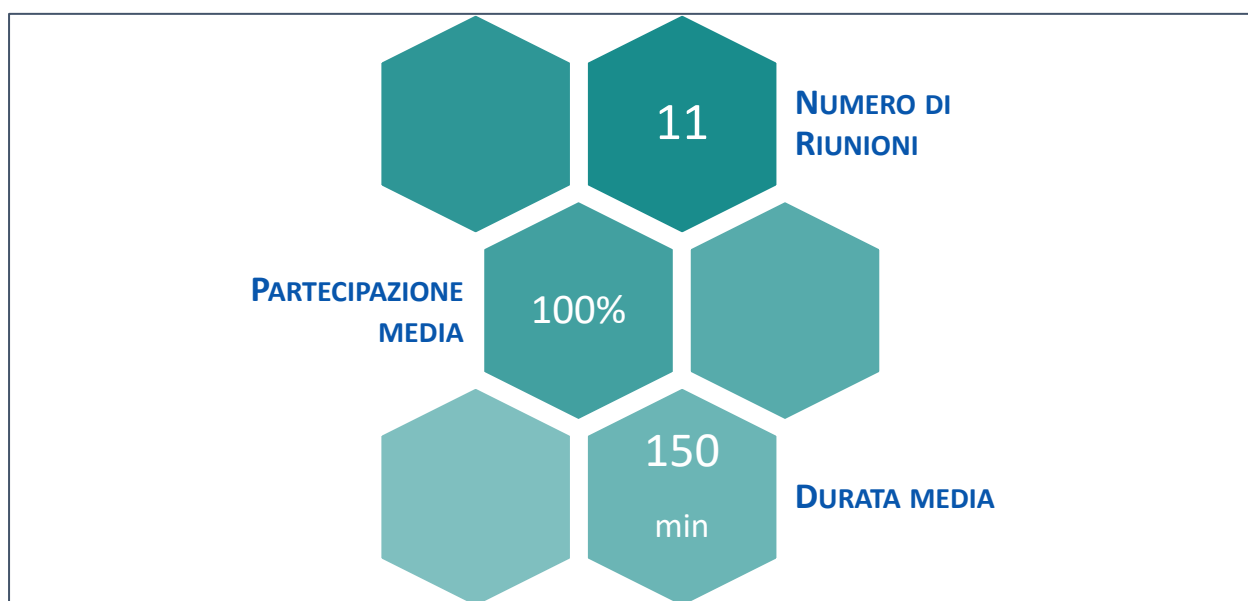 11
NUMERO DI
RIUNIONI
PARTECIPAZIONE
MEDIA
100%
150
min
DURATA MEDIA